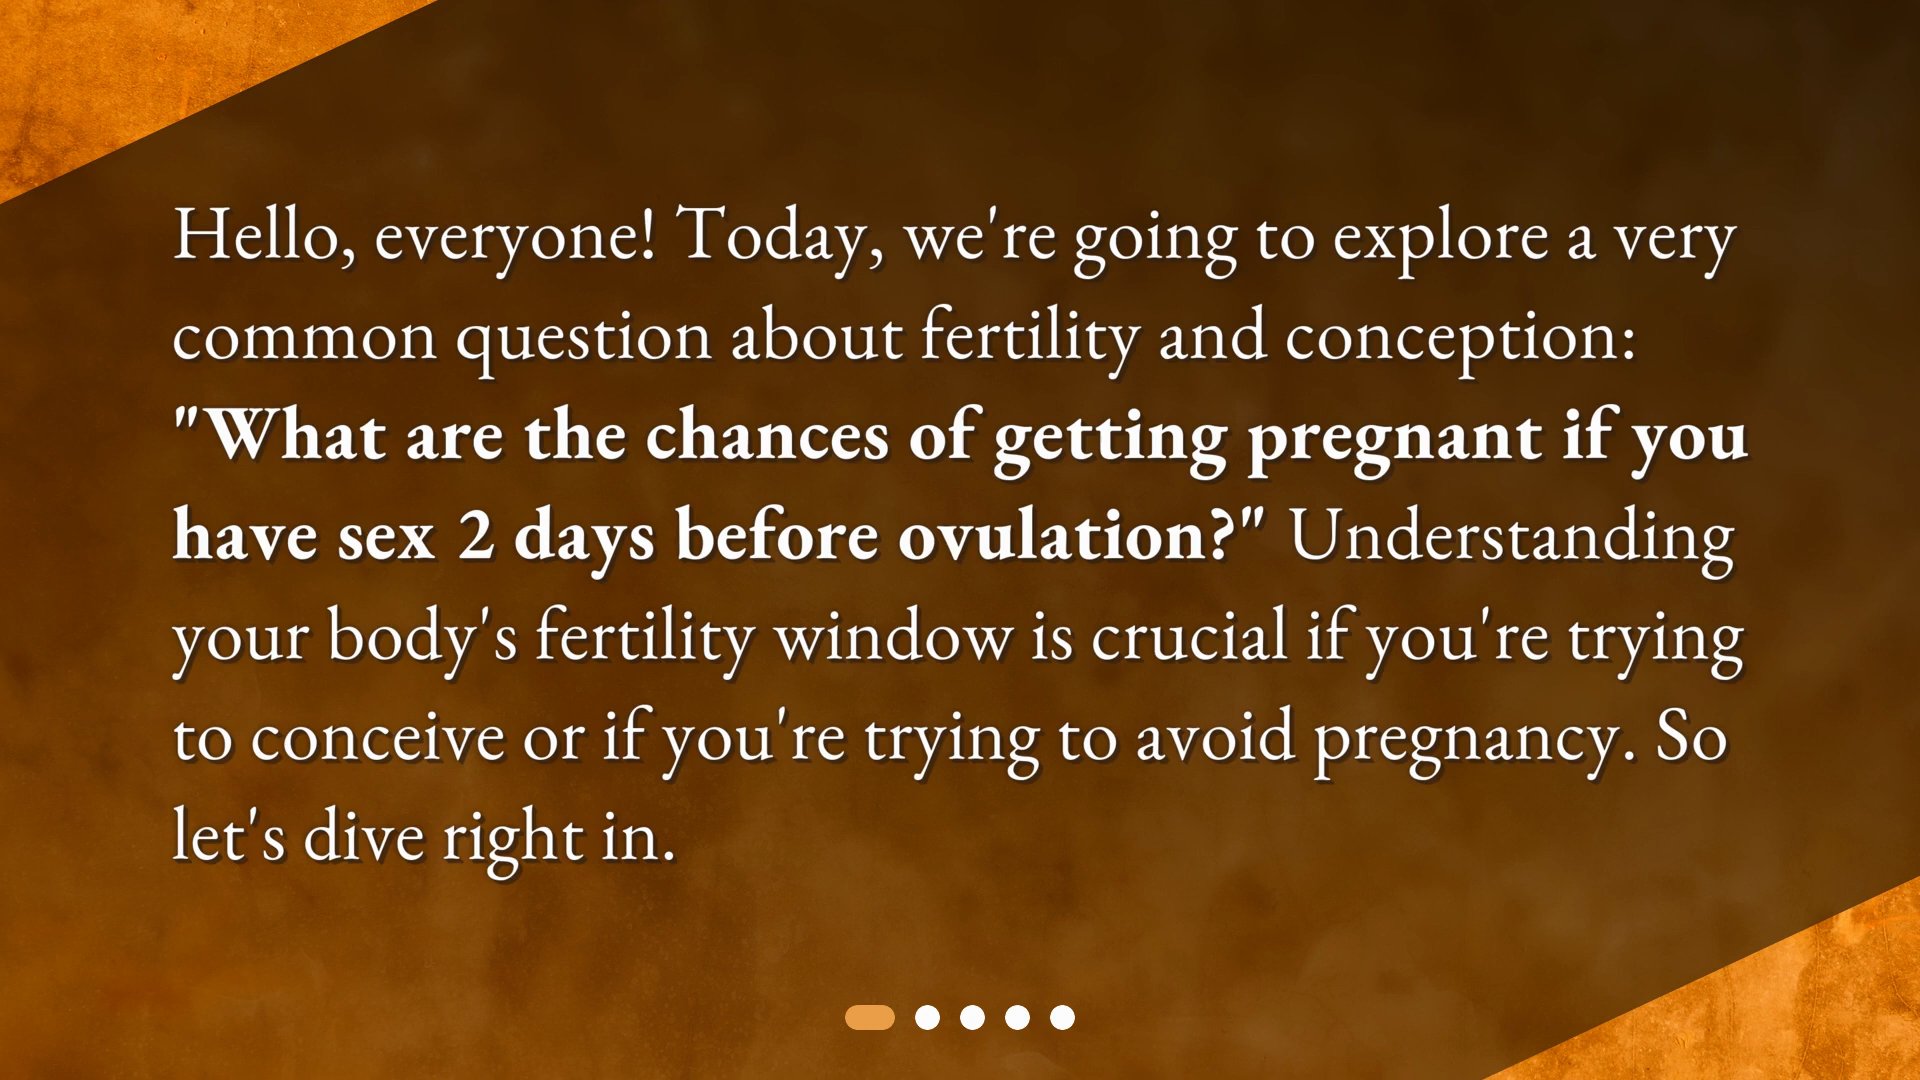 Hello, everyone! Today, we're going to explore a very
common question about fertility and conception:
"What are the chances of getting pregnant if you
have sex 2 days before ovulation?" Understanding
your body's fertility window is crucial if you're trying
to conceive or if you're trying to avoid pregnancy. So
let's dive right in.